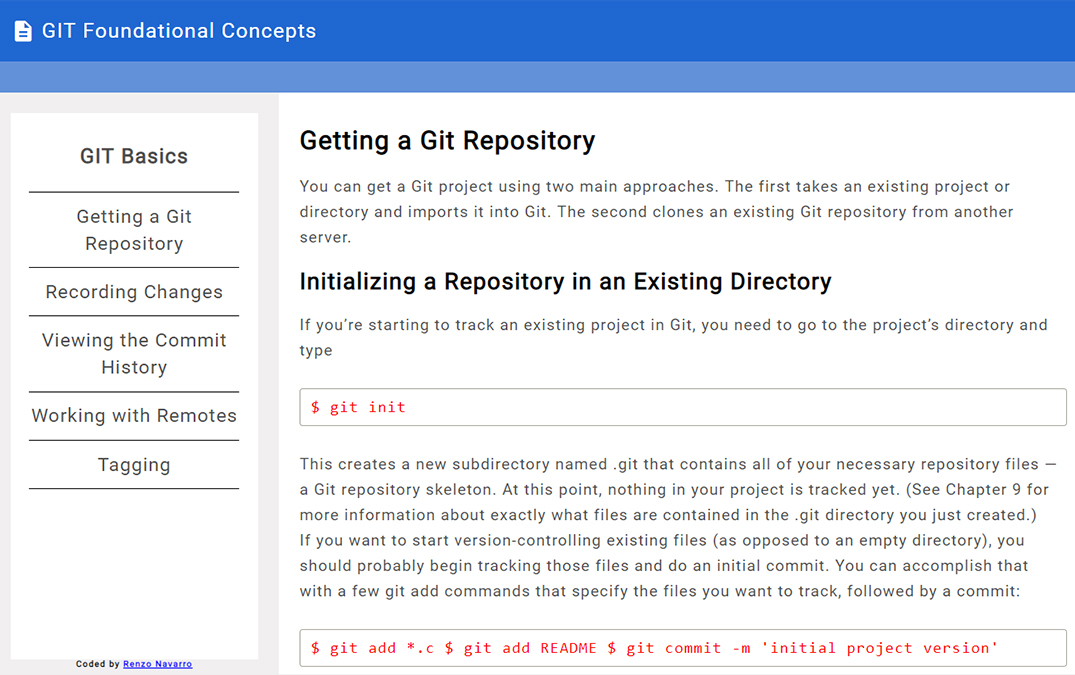 GIT Foundational Concepts
GIT Basics
Getting a Git
Repository
Recording Changes
Viewing the Commit
History
Working with Remotes
Tagging
Coded by Renzo Navarro
Getting a Git Repository
You can get a Git project using two main approaches. The first takes an existing project or
directory and imports it into Git. The second clones an existing Git repository from another
server.
Initializing a Repository in an Existing Directory
If you’re starting to track an existing project in Git, you need to go to the project’s directory and
type
$ git init
This creates a new subdirectory named .git that contains all of your necessary repository files —
a Git repository skeleton. At this point, nothing in your project is tracked yet. (See Chapter 9 for
more information about exactly what files are contained in the .git directory you just created.)
If you want to start version-controlling existing files (as opposed to an empty directory), you
should probably begin tracking those files and do an initial commit. You can accomplish that
with a few git add commands that specify the files you want to track, followed by a commit:
$ git add *.c $ git add README $ git commit -m 'initial project version'